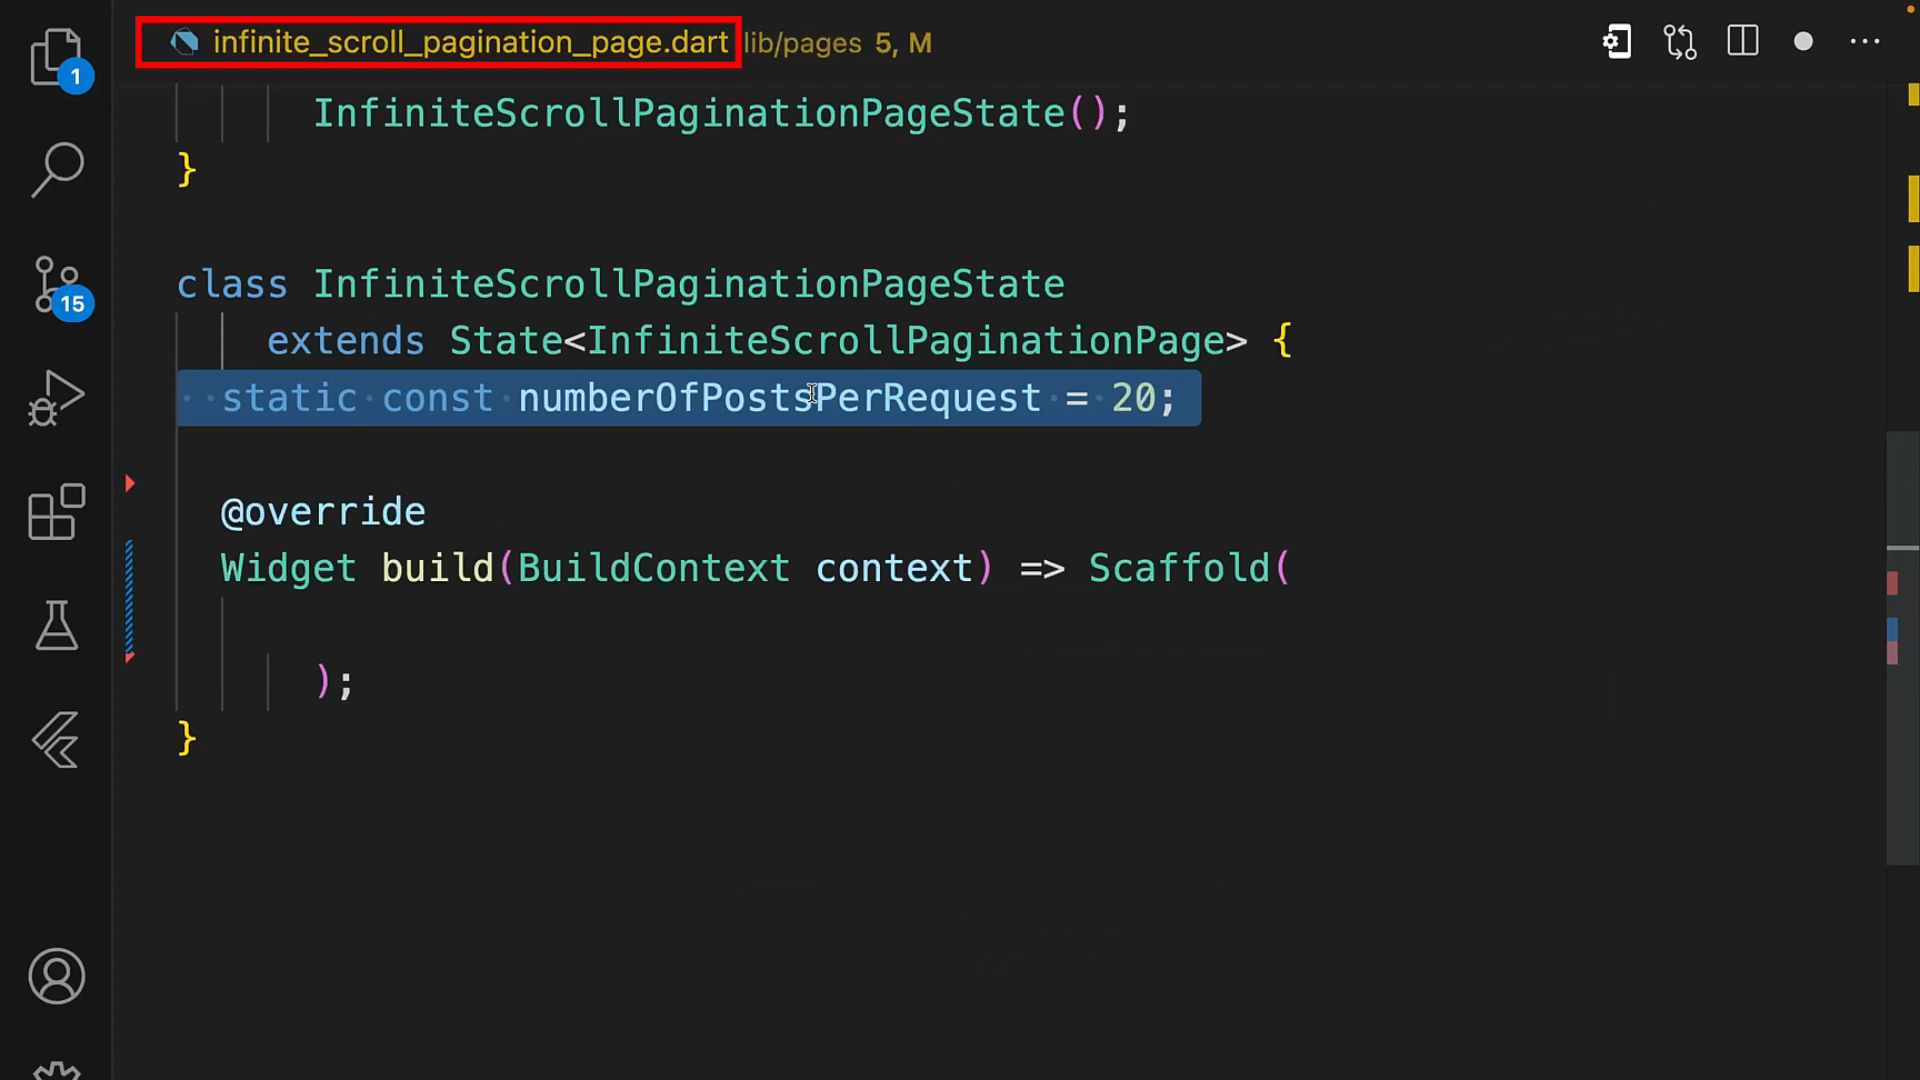 infinite_scroll_pagination_page.dart lib/pages 5, M
1
InfiniteScrollPaginationPageState();
}
15
class InfiniteScrollPaginationPageState
extends State<InfiniteScrollPaginationPage> {
static const numberOfPostsPerRequest = 20;
@override
Widget build(BuildContext context) => Scaffold(
);
}